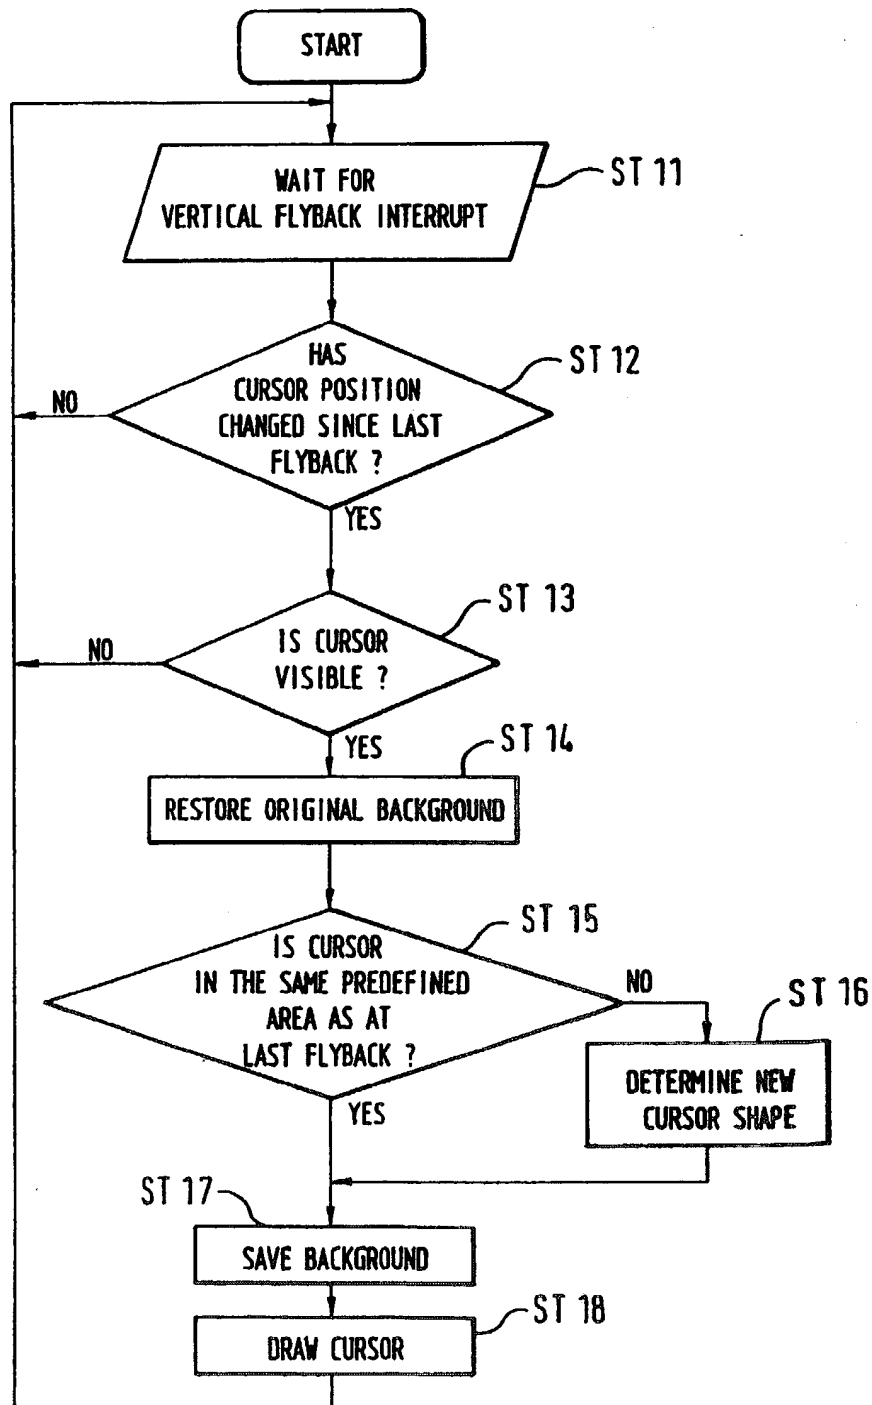 START
WAIT FOR
VERTICAL FLYBACK INTERRUPT
ST 11
HAS
CURSOR POSITION
CHANGED SINCE LAST
FLYBACK ?
ST 12
NO
YES
IS CURSOR
VISIBLE ?
ST 13
NO
YES
RESTORE ORIGINAL BACKGROUND
ST 14
IS CURSOR
IN THE SAME PREDEFINED
AREA AS AT
LAST FLYBACK ?
ST 15
NO
YES
ST 16
DETERMINE NEW
CURSOR SHAPE
ST 17
SAVE BACKGROUND
ST 18
DRAW CURSOR